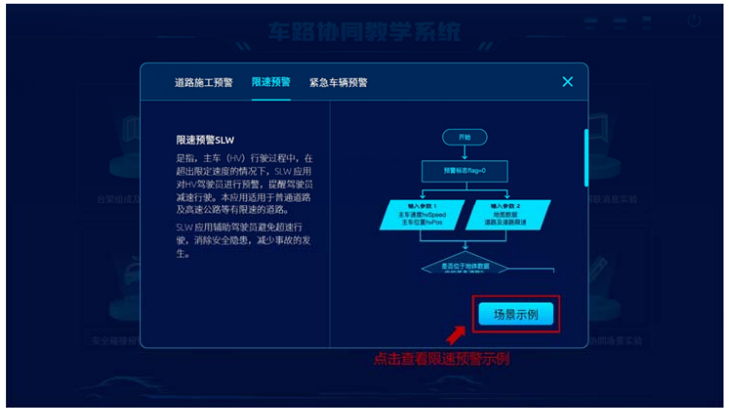 车路协同教学系统
道路施工预警 限速预警 紧急车辆预警
限速预警SLW
是指，主车（HV）行驶过程中，在
超出限定速度的情况下，SLW 应用
对HV驾驶员进行预警，提醒驾驶员
减速行驶。本应用适用于普通道路
及高速公路等有限速的道路。
SLW 应用辅助驾驶员避免超速行
驶，消除安全隐患，减少事故的发
生。
开始
预警标志flag=0
输入参数 1
主车速度hvSpeed
主车位置hvPos
输入参数 2
地图数据
道路及道路限速
是否位于地图数据
场景示例
点击查看限速预警示例